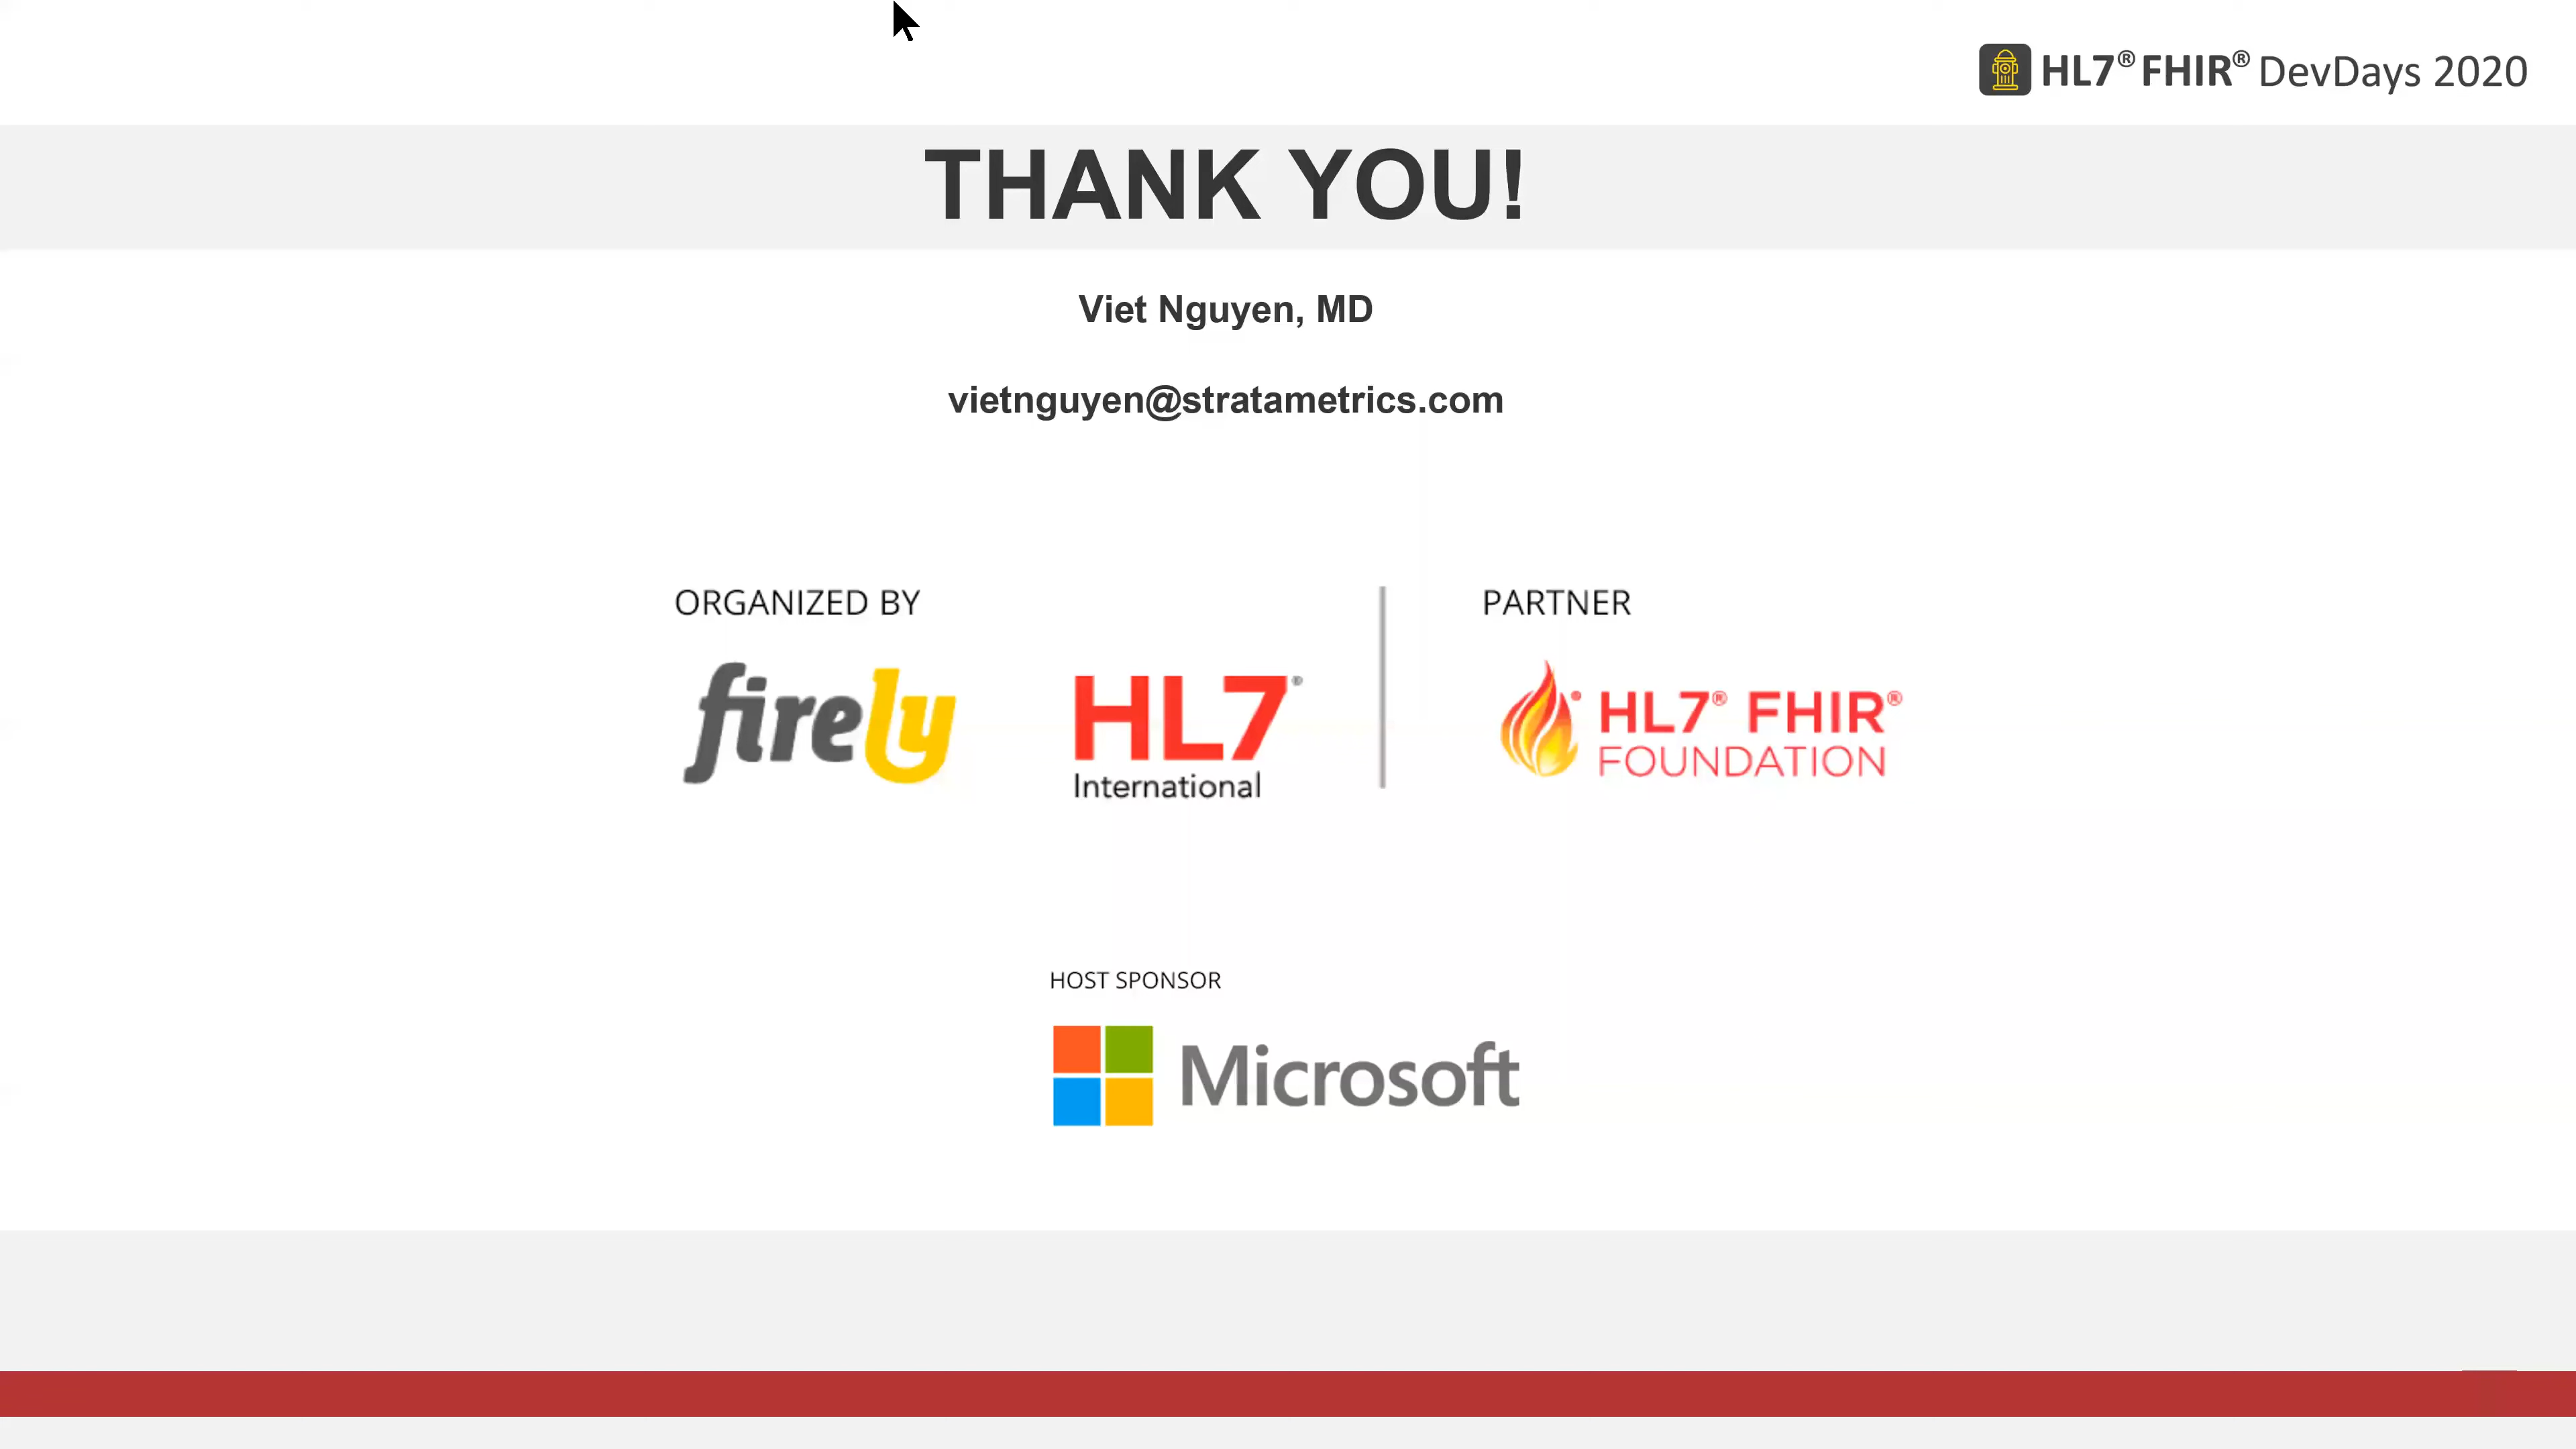 HL7® FHIR® DevDays 2020
THANK YOU!
Viet Nguyen, MD
vietnguyen@stratametrics.com
ORGANIZED BY
PARTNER
firely
HL7®
International
HL7® FHIR®
FOUNDATION
HOST SPONSOR
Microsoft